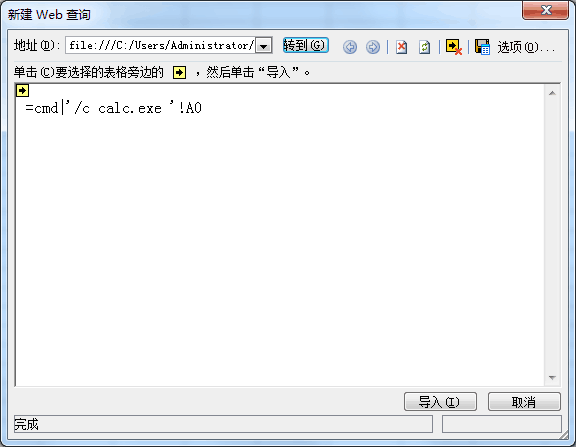 新建 Web 查询
地址(D): file:///C:/Users/Administrator/ 转到(G) 选项(O)...
单击(C)要选择的表格旁边的 ，然后单击“导入”。
=cmd|'/c calc.exe '!A0
导入(I) 取消
完成